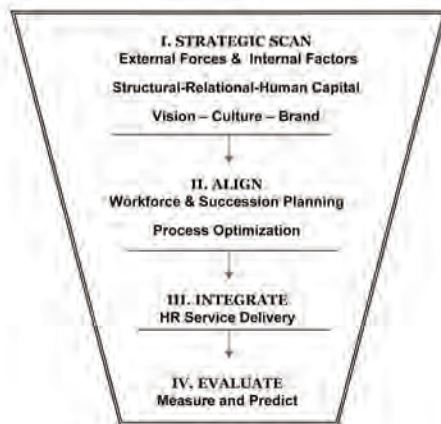 I. STRATEGIC SCAN
External Forces & Internal Factors
Structural-Relational-Human Capital
Vision – Culture – Brand
II. ALIGN
Workforce & Succession Planning
Process Optimization
III. INTEGRATE
HR Service Delivery
IV. EVALUATE
Measure and Predict